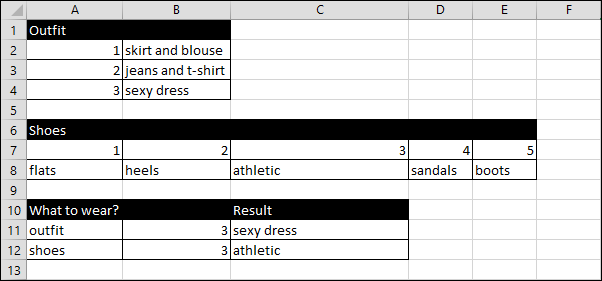 A B C D E F
1 Outfit
2 1 skirt and blouse
3 2 jeans and t-shirt
4 3 sexy dress
5
6 Shoes
7 1 2 3 4 5
8 flats heels athletic sandals boots
9
10 What to wear? Result
11 outfit 3 sexy dress
12 shoes 3 athletic
13